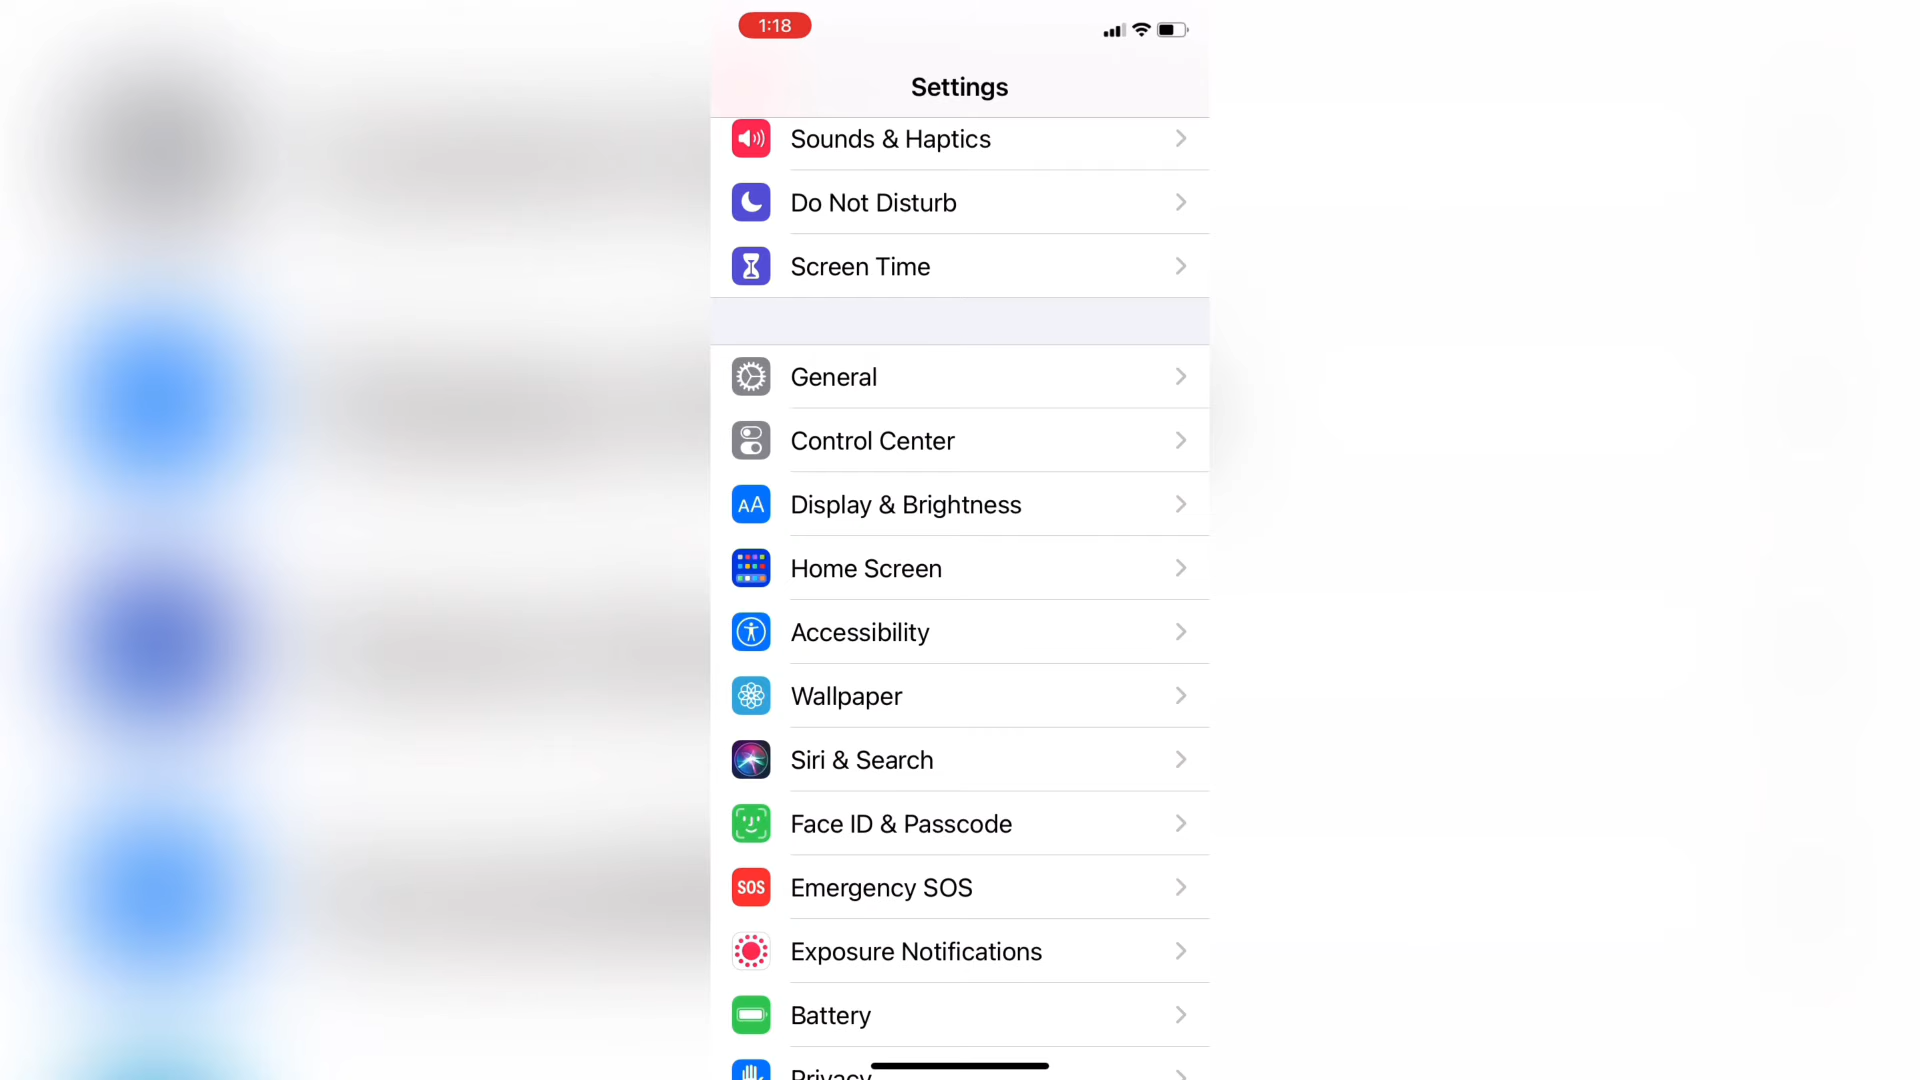 1:18
Settings
Sounds & Haptics
Do Not Disturb
Screen Time
General
Control Center
AA Display & Brightness
Home Screen
Accessibility
Wallpaper
Siri & Search
Face ID & Passcode
SOS Emergency SOS
Exposure Notifications
Battery
Privacy